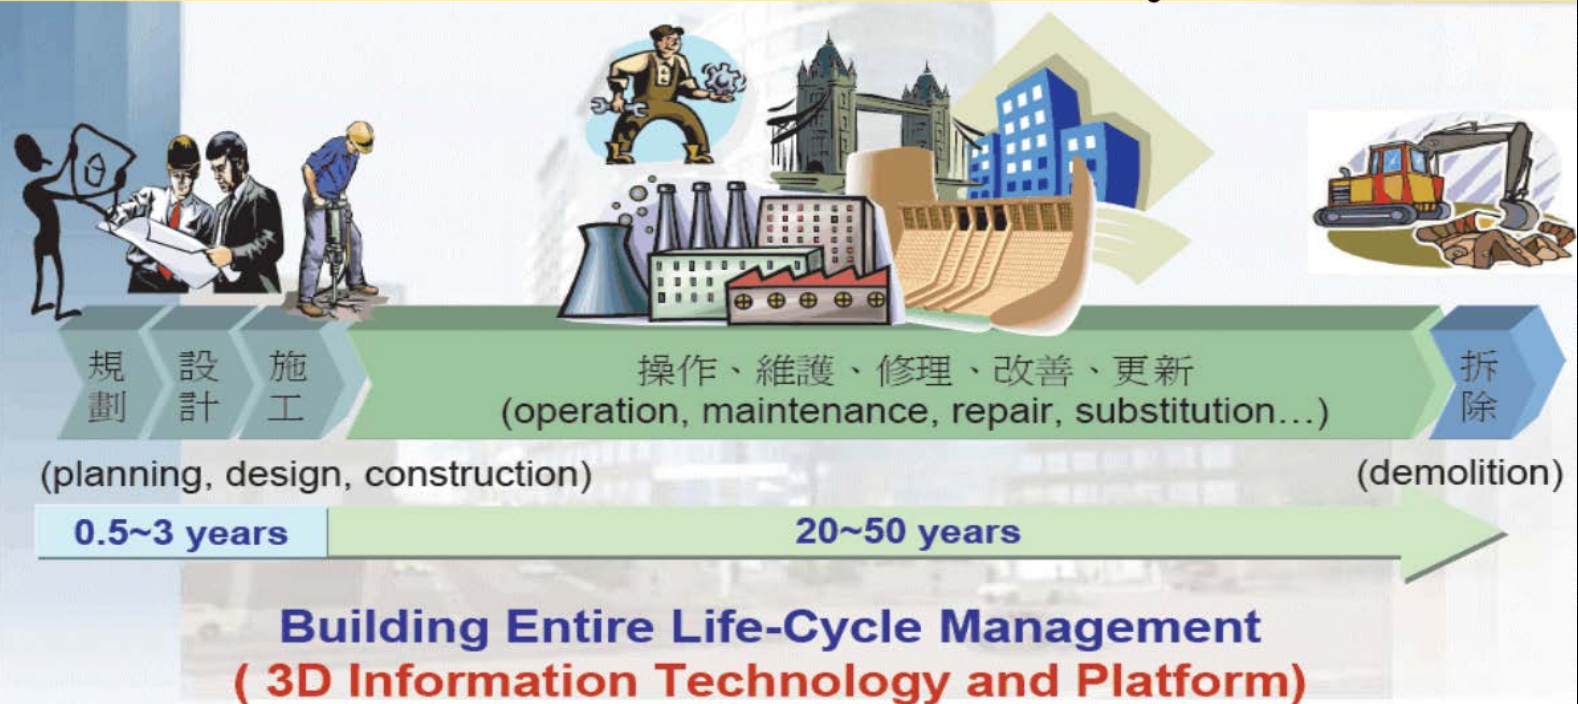 規劃
設計
施工
操作、維護、修理、改善、更新
(operation, maintenance, repair, substitution…)
拆除
(planning, design, construction)
(demolition)
0.5~3 years
20~50 years
Building Entire Life-Cycle Management
( 3D Information Technology and Platform)